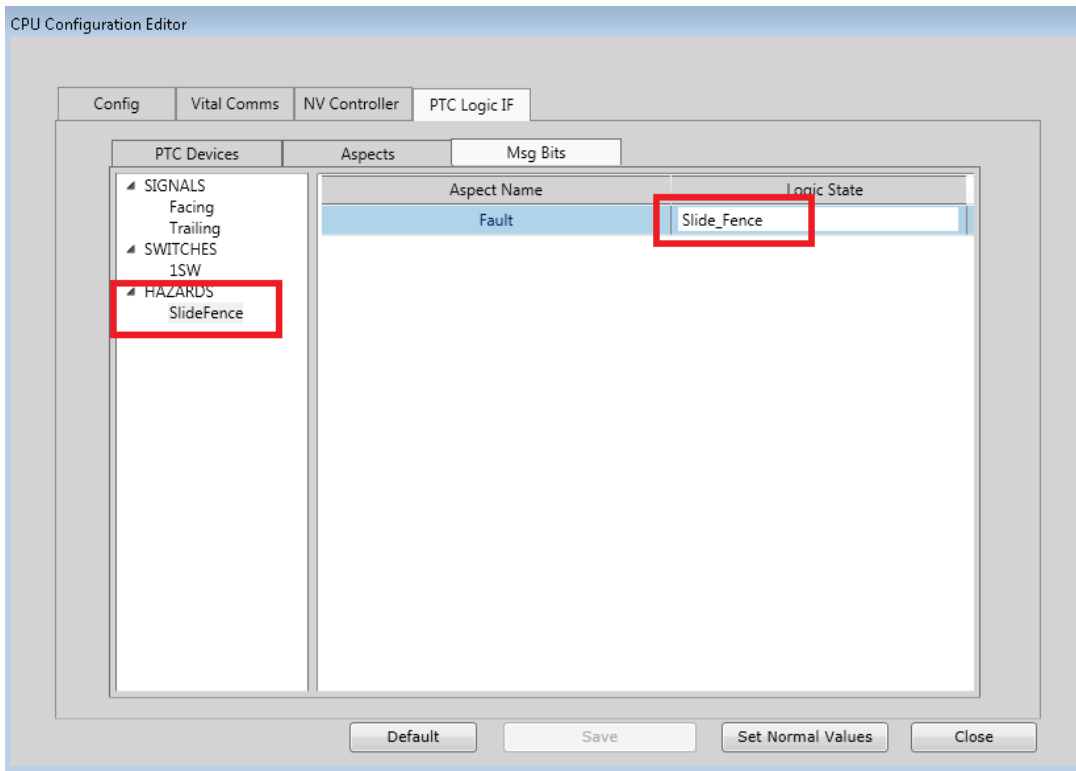 CPU Configuration Editor
Config Vital Comms NV Controller PTC Logic IF
PTC Devices Aspects Msg Bits
SIGNALS
Facing
Trailing
SWITCHES
1SW
HAZARDS
SlideFence
Aspect Name Logic State
Fault Slide_Fence
Default Save Set Normal Values Close